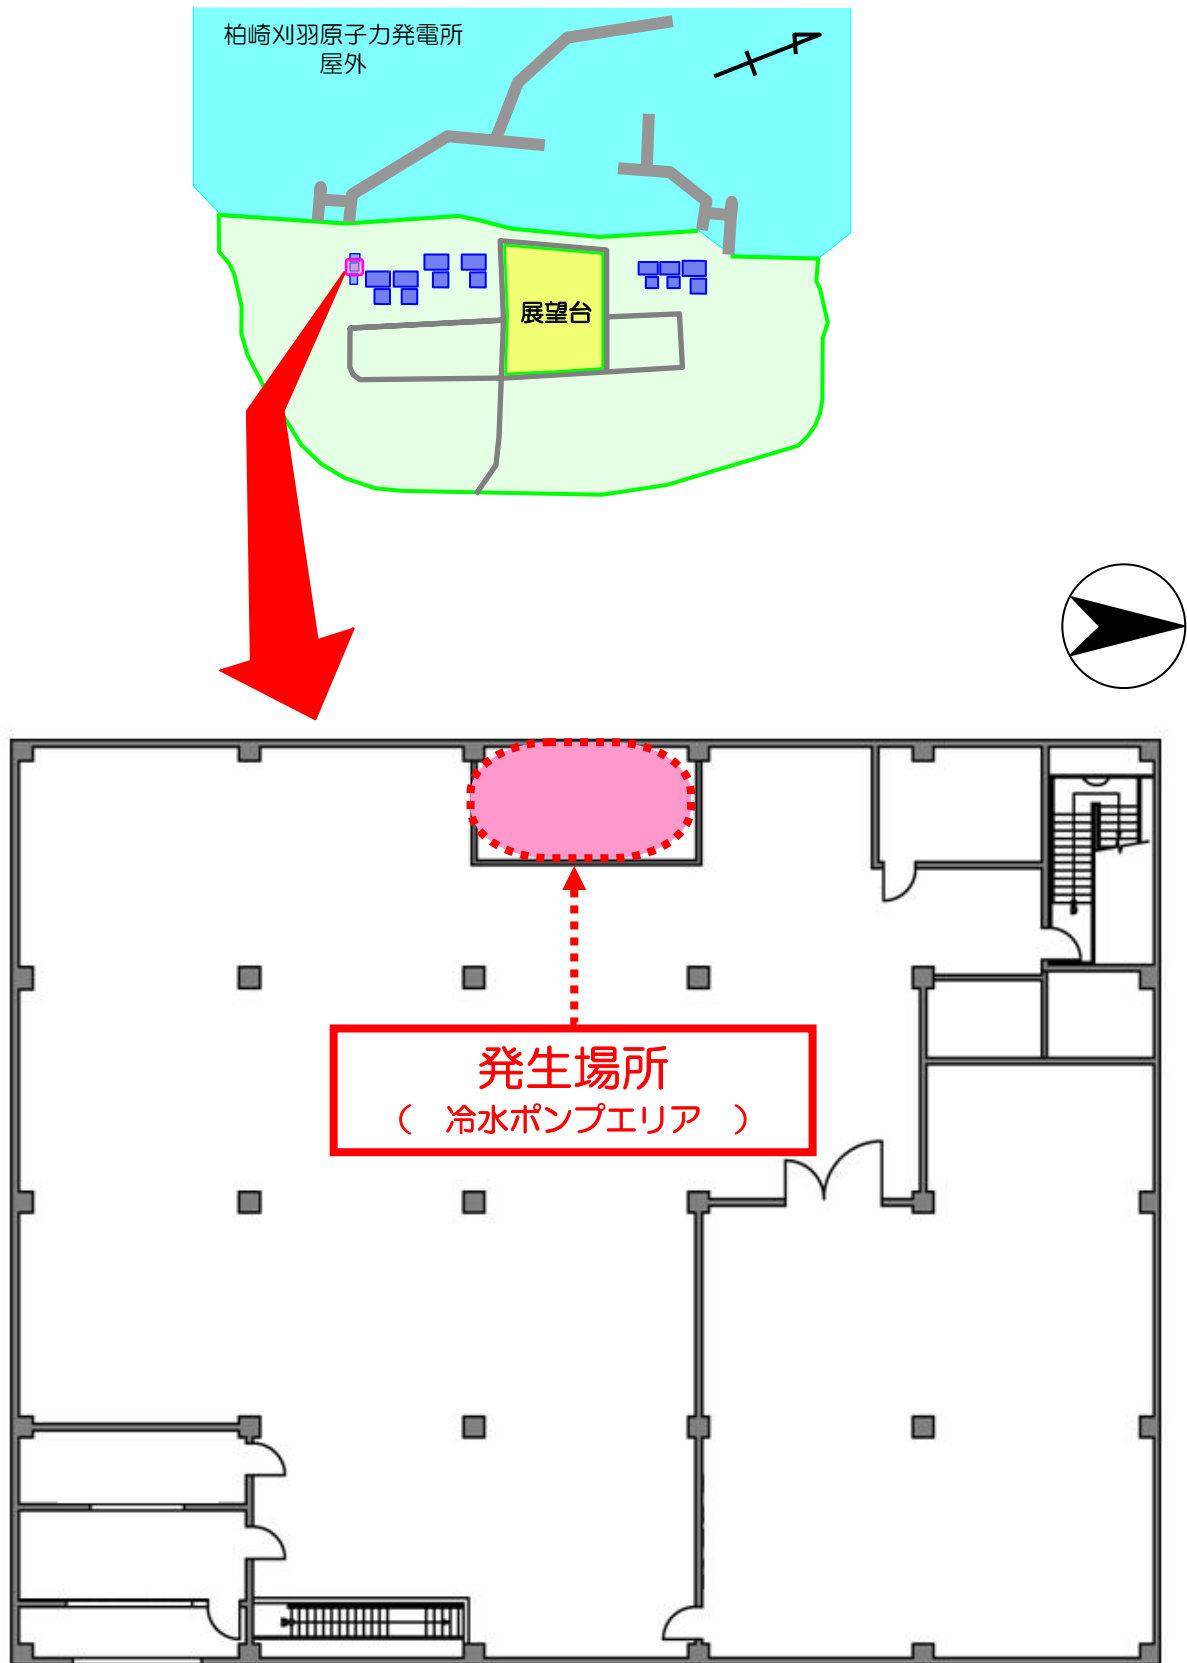 柏崎刈羽原子力発電所
屋外
展望台
発生場所
（　冷水ポンプエリア　）